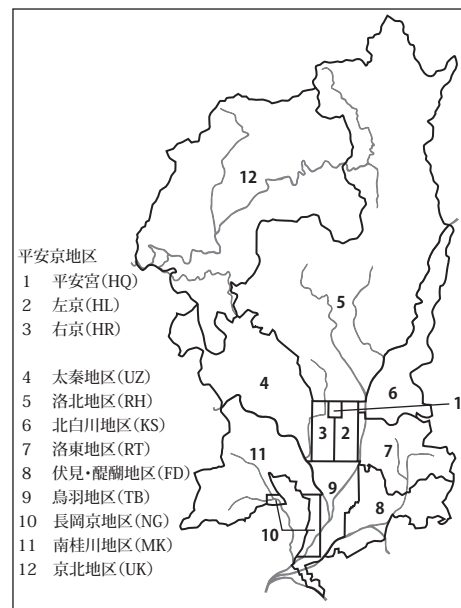 平安京地区
1 平安宮(HQ)
2 左京(HL)
3 右京(HR)
4 太秦地区(UZ)
5 洛北地区(RH)
6 北白川地区(KS)
7 洛東地区(RT)
8 伏見・醍醐地区(FD)
9 鳥羽地区(TB)
10 長岡京地区(NG)
11 南桂川地区(MK)
12 京北地区(UK)
12
5
4
6
1
3
2
11
7
9
8
10